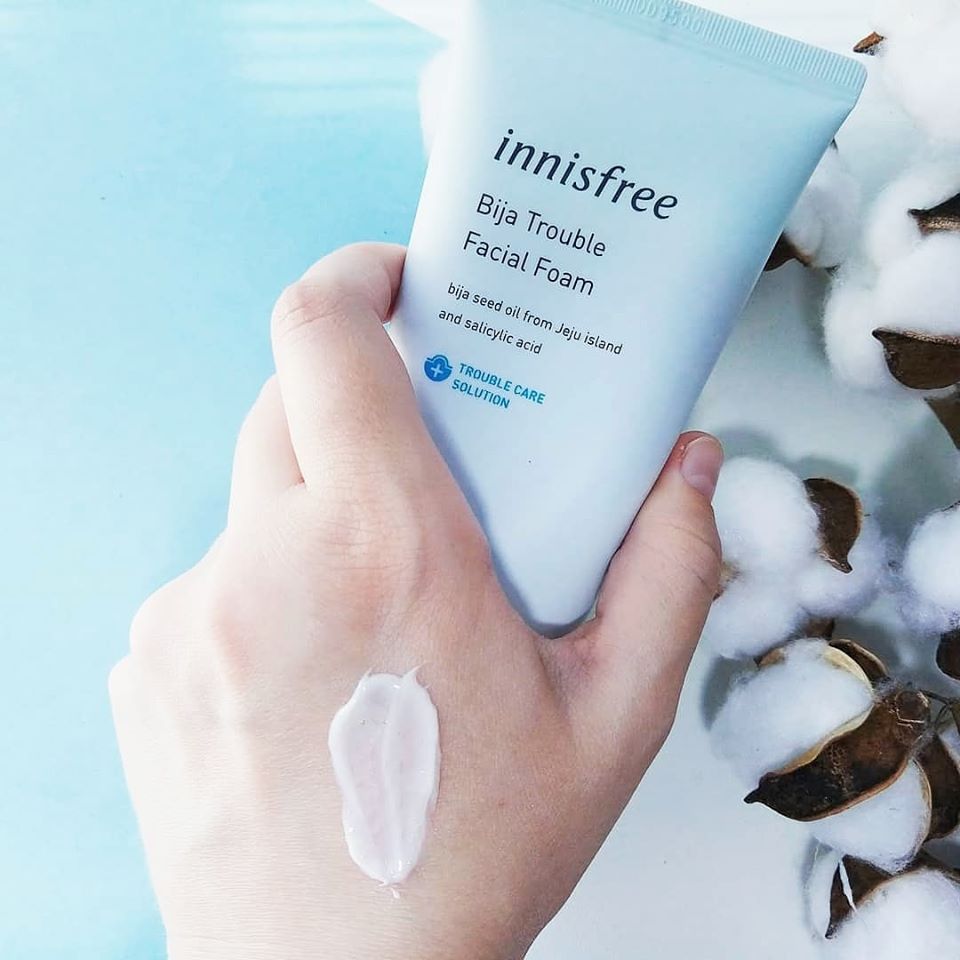 innisfree
Bija Trouble
Facial Foam
bija seed oil from Jeju island
and salicylic acid
TROUBLE CARE
SOLUTION